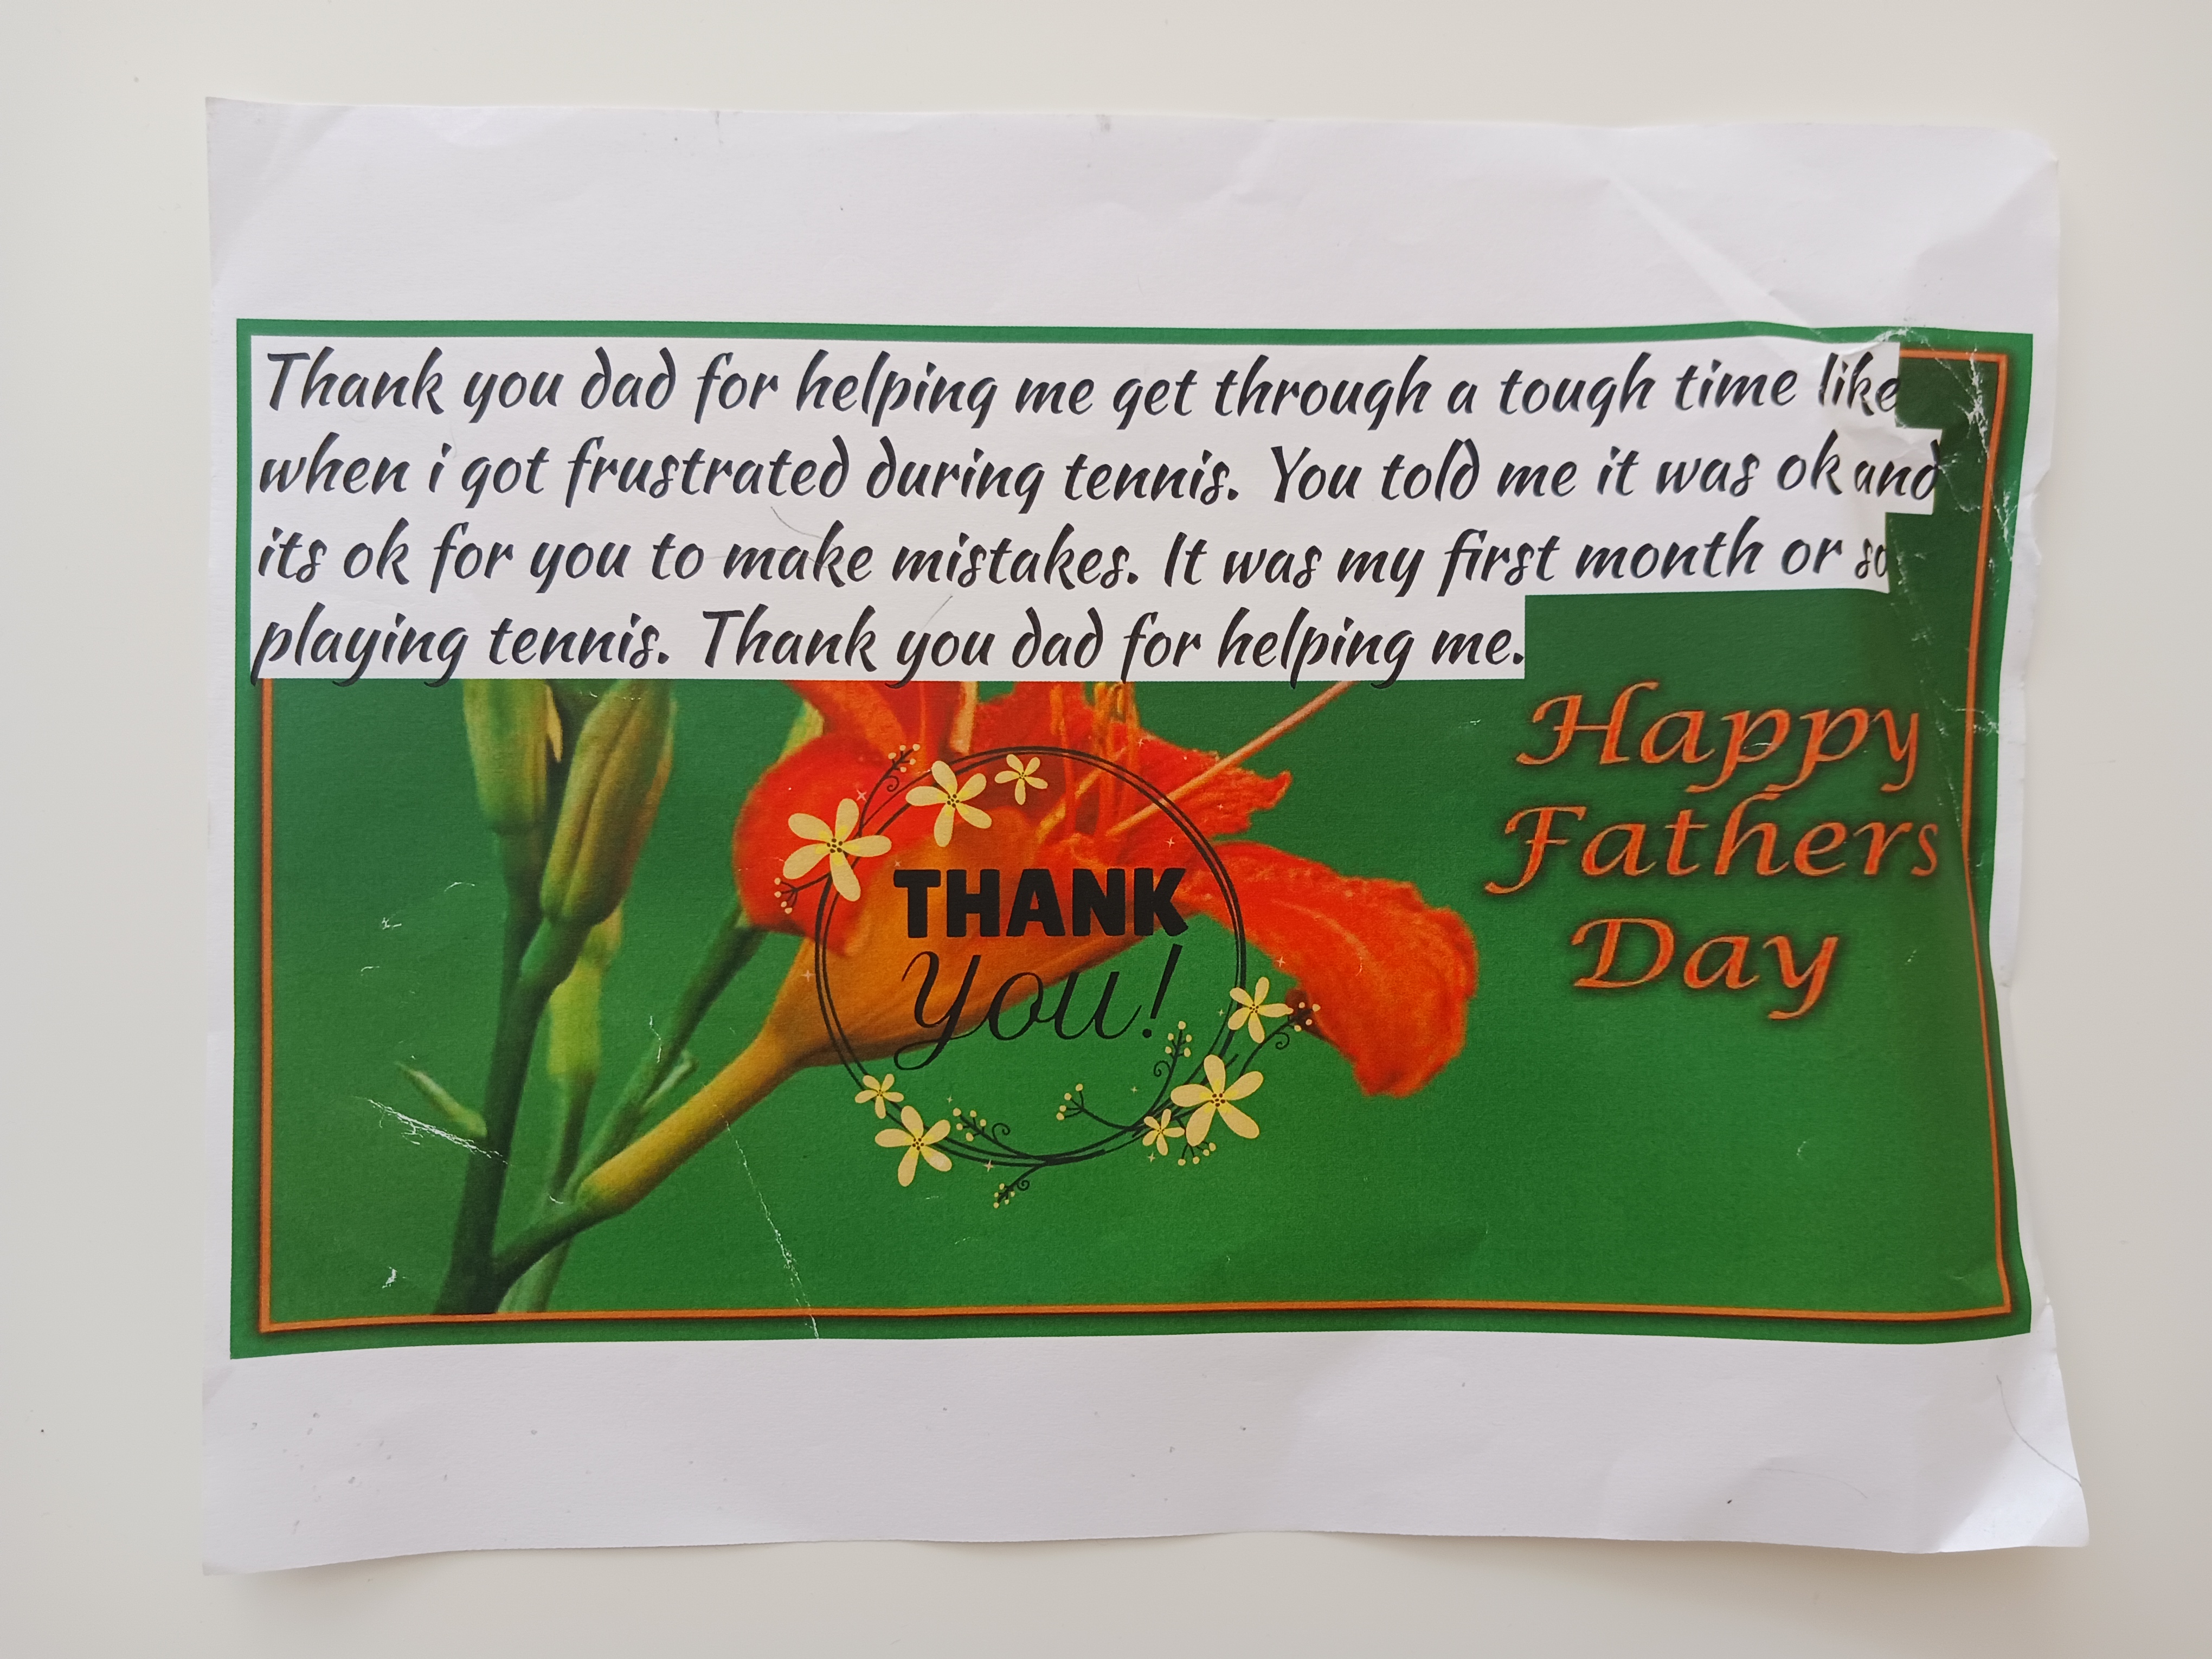 Thank you dad for helping me get through a tough time like
when i got frustrated during tennis. You told me it was ok and
its ok for you to make mistakes. It was my first month or so
playing tennis. Thank you dad for helping me.
Happy
Fathers
Day
THANK
you!